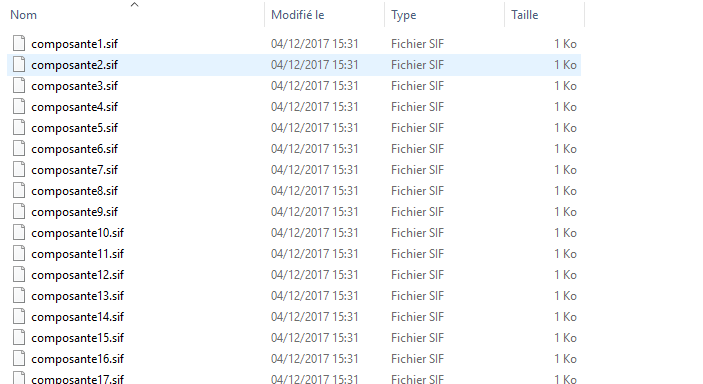 Nom Modifié le Type Taille
composante1.sif 04/12/2017 15:31 Fichier SIF 1 Ko
composante2.sif 04/12/2017 15:31 Fichier SIF 1 Ko
composante3.sif 04/12/2017 15:31 Fichier SIF 1 Ko
composante4.sif 04/12/2017 15:31 Fichier SIF 1 Ko
composante5.sif 04/12/2017 15:31 Fichier SIF 1 Ko
composante6.sif 04/12/2017 15:31 Fichier SIF 1 Ko
composante7.sif 04/12/2017 15:31 Fichier SIF 1 Ko
composante8.sif 04/12/2017 15:31 Fichier SIF 1 Ko
composante9.sif 04/12/2017 15:31 Fichier SIF 1 Ko
composante10.sif 04/12/2017 15:31 Fichier SIF 1 Ko
composante11.sif 04/12/2017 15:31 Fichier SIF 1 Ko
composante12.sif 04/12/2017 15:31 Fichier SIF 1 Ko
composante13.sif 04/12/2017 15:31 Fichier SIF 1 Ko
composante14.sif 04/12/2017 15:31 Fichier SIF 1 Ko
composante15.sif 04/12/2017 15:31 Fichier SIF 1 Ko
composante16.sif 04/12/2017 15:31 Fichier SIF 1 Ko
composante17.sif 04/12/2017 15:31 Fichier SIF 1 Ko